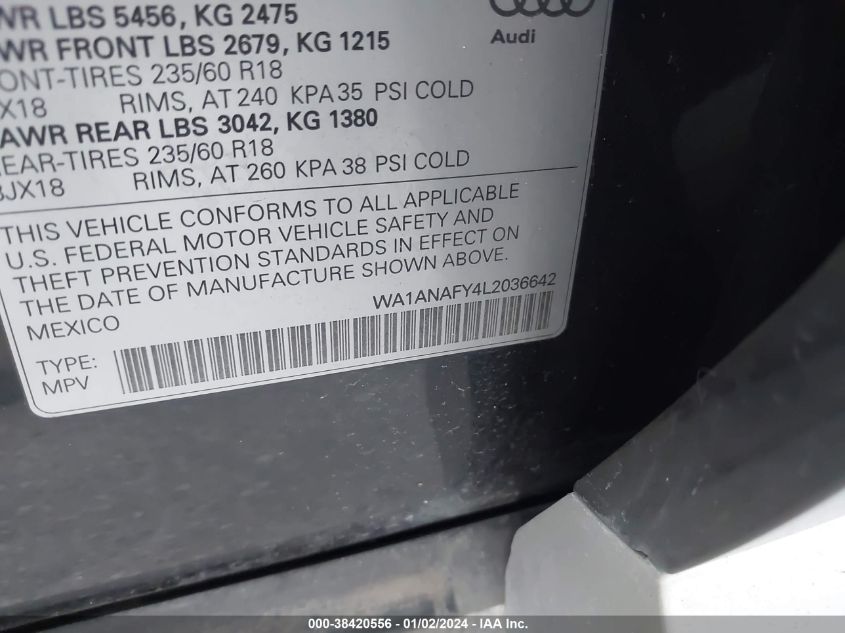 WR LBS 5456, KG 2475
WR FRONT LBS 2679, KG 1215
Audi
ONT-TIRES 235/60 R18
X18 RIMS, AT 240 KPA 35 PSI COLD
AWR REAR LBS 3042, KG 1380
EAR-TIRES 235/60 R18
JX18 RIMS, AT 260 KPA 38 PSI COLD
THIS VEHICLE CONFORMS TO ALL APPLICABLE
U.S. FEDERAL MOTOR VEHICLE SAFETY AND
THEFT PREVENTION STANDARDS IN EFFECT ON
THE DATE OF MANUFACTURE SHOWN ABOVE.
MEXICO WA1ANAFY4L2036642
TYPE:
MPV
000-38420556 - 01/02/2024 - IAA Inc.